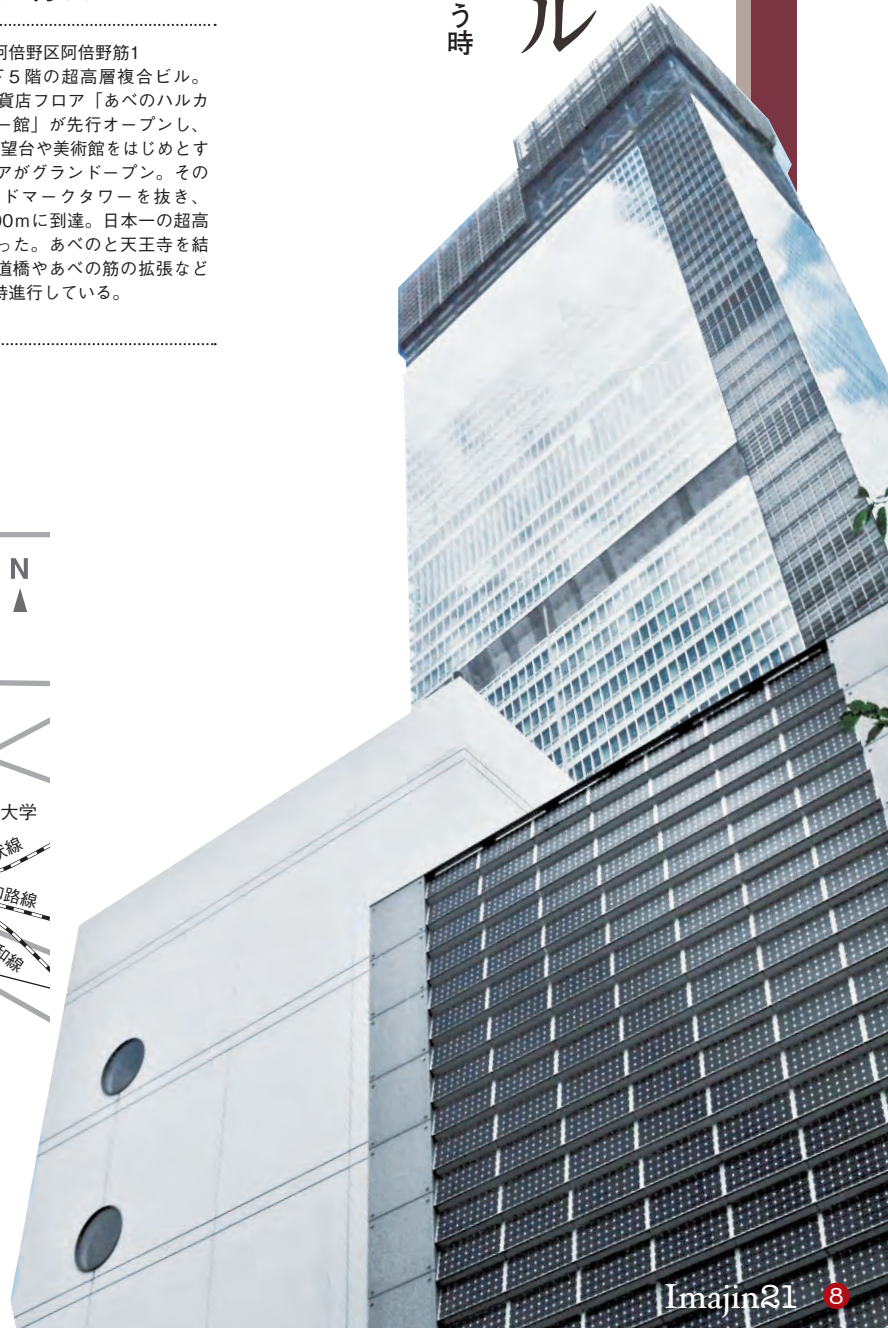 う時
ル
阿倍野区阿倍野筋1
下5階の超高層複合ビル。
貨店フロア「あべのハルカ
ー館」が先行オープンし、
望台や美術館をはじめとす
アがグランドープン。その
ドマークタワーを抜き、
00mに到達。日本一の超高
った。あべのと天王寺を結
道橋やあべの筋の拡張など
時進行している。
N
大学
状線
和路線
和線
Imajin21 8